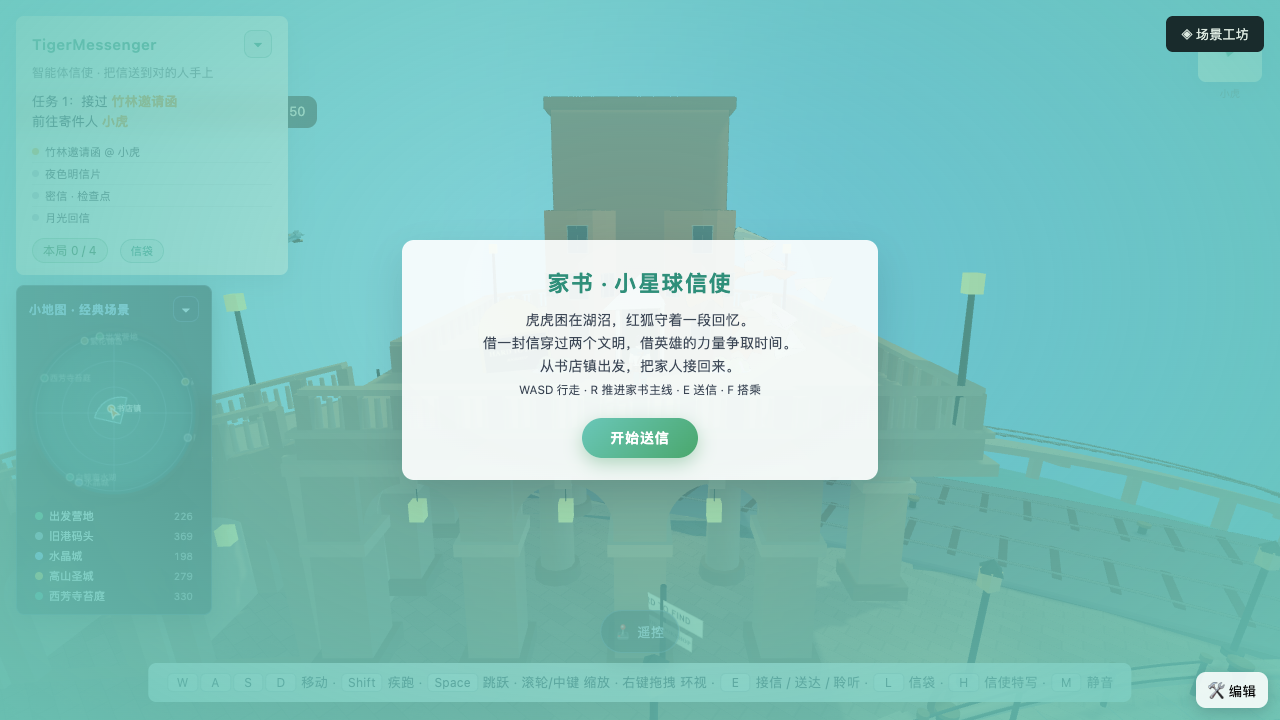 TigerMessenger
智能体信使 · 把信送到对的人手上
任务 1：接过 竹林邀请函
前往寄件人 小虎
竹林邀请函 @ 小虎
夜色明信片
密信 · 检查点
月光回信
本局 0 / 4
信袋
50
◈ 场景工坊
小虎
小地图 · 经典场景
书店镇
出发营地 226
旧港码头 369
水晶城 198
高山圣城 279
西芳寺苔庭 330
家书 · 小星球信使
虎虎困在湖沼，红狐守着一段回忆。
借一封信穿过两个文明，借英雄的力量争取时间。
从书店镇出发，把家人接回来。
WASD 行走 · R 推进家书主线 · E 送信 · F 搭乘
开始送信
遥控
W A S D 移动 · Shift 疾跑 · Space 跳跃 · 滚轮/中键 缩放 · 右键拖拽 环视 · E 接信 / 送达 / 聆听 · L 信袋 · H 信使特写 · M 静音
🛠️ 编辑